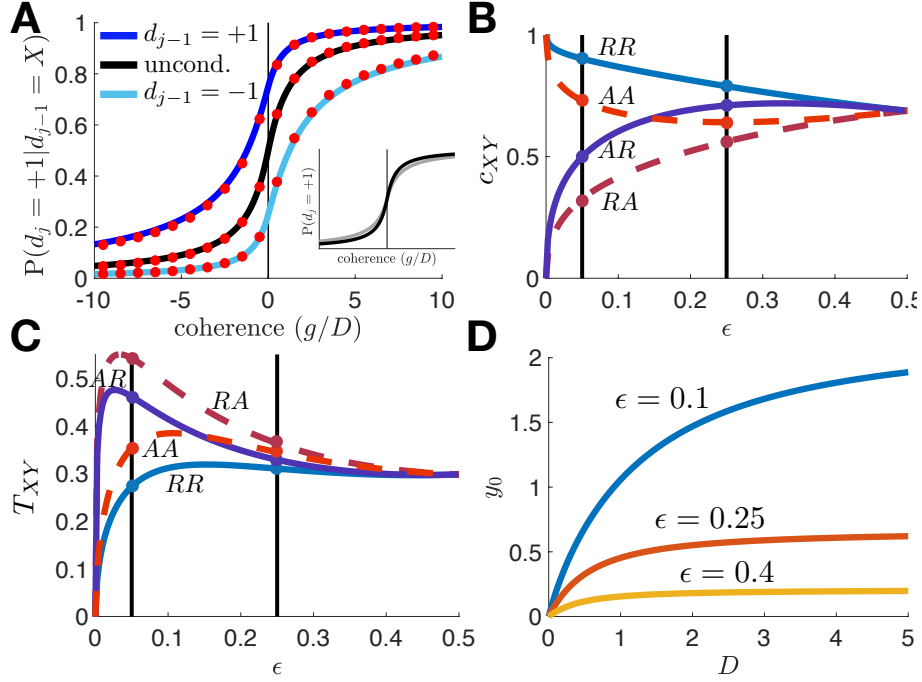 A
P(d_{j−1} = +1|d_{j−1} = X)
1
0.8
0.6
0.4
0.2
0
d_{j−1} = +1
uncond.
d_{j−1} = −1
P(d_j = +1)
coherence (g/D)
-10
-5
0
5
10
coherence (g/D)
B
c_{XY}
1
0.5
0
RR
AA
AR
RA
0
0.1
0.2
0.3
0.4
0.5
ϵ
C
T_{XY}
0.5
0.4
0.3
0.2
0.1
0
AR
RA
AA
RR
0
0.1
0.2
0.3
0.4
0.5
ϵ
D
y_0
2
1.5
1
0.5
0
ϵ = 0.1
ϵ = 0.25
ϵ = 0.4
0
1
2
3
4
5
D